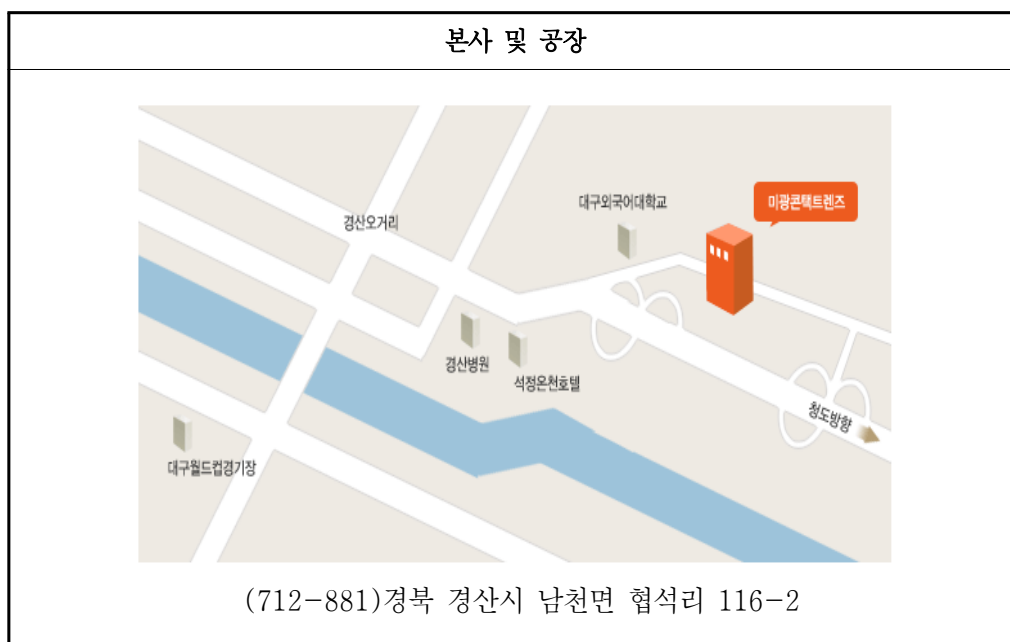 본사 및 공장
대구외국어대학교
미광콘택트렌즈
경산오거리
경산병원
석정온천호텔
청도방향
대구월드컵경기장
(712-881)경북 경산시 남천면 협석리 116-2